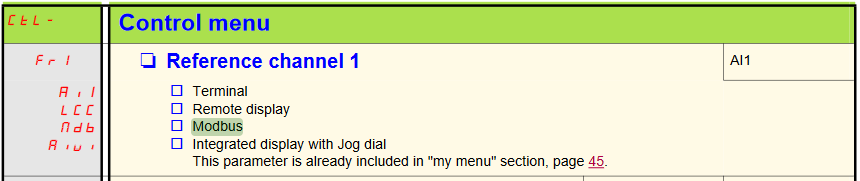 CtL- Control menu
Fr1 ❏ Reference channel 1 AI1
Ai1 ☐ Terminal
LCC ☐ Remote display
Mdb ☐ Modbus
Aiu1 ☐ Integrated display with Jog dial
This parameter is already included in "my menu" section, page 45.